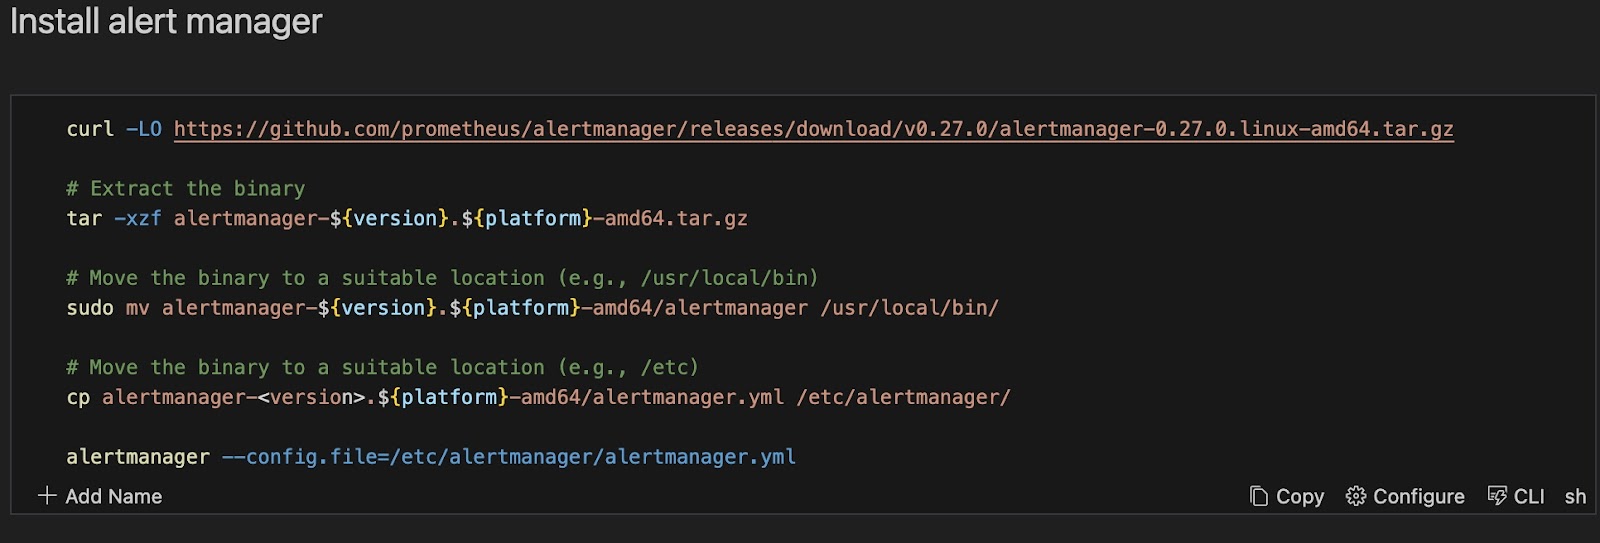 Install alert manager
curl -LO https://github.com/prometheus/alertmanager/releases/download/v0.27.0/alertmanager-0.27.0.linux-amd64.tar.gz
# Extract the binary
tar -xzf alertmanager-${version}.${platform}-amd64.tar.gz
# Move the binary to a suitable location (e.g., /usr/local/bin)
sudo mv alertmanager-${version}.${platform}-amd64/alertmanager /usr/local/bin/
# Move the binary to a suitable location (e.g., /etc)
cp alertmanager-<version>.${platform}-amd64/alertmanager.yml /etc/alertmanager/
alertmanager --config.file=/etc/alertmanager/alertmanager.yml
Add Name Copy Configure CLI sh